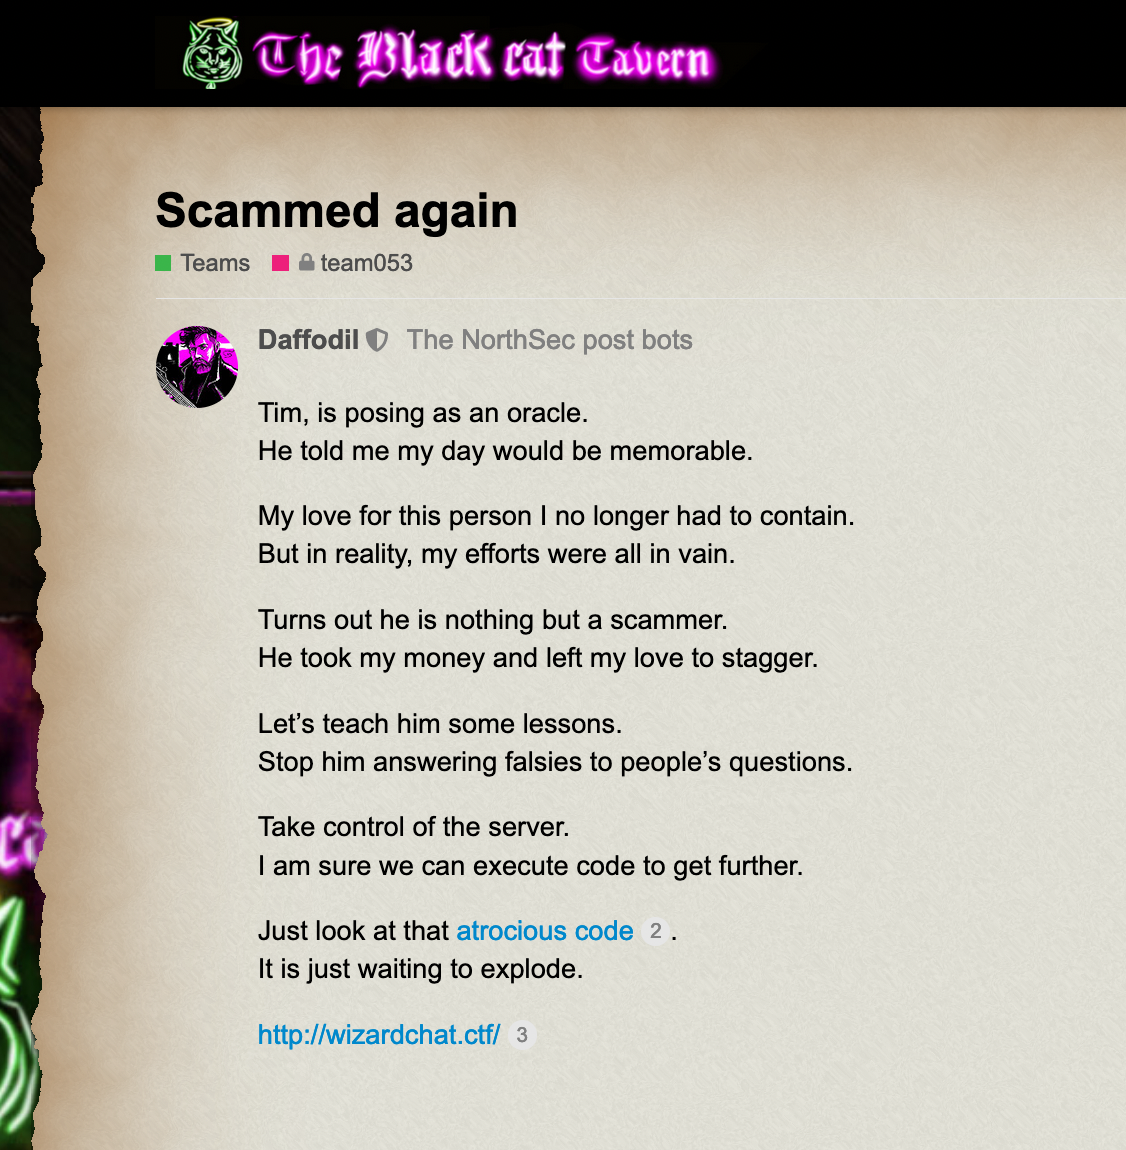 The Black cat Tavern
Scammed again
Teams team053
Daffodil The NorthSec post bots
Tim, is posing as an oracle.
He told me my day would be memorable.
My love for this person I no longer had to contain.
But in reality, my efforts were all in vain.
Turns out he is nothing but a scammer.
He took my money and left my love to stagger.
Let’s teach him some lessons.
Stop him answering falsies to people’s questions.
Take control of the server.
I am sure we can execute code to get further.
Just look at that atrocious code 2 .
It is just waiting to explode.
http://wizardchat.ctf/ 3